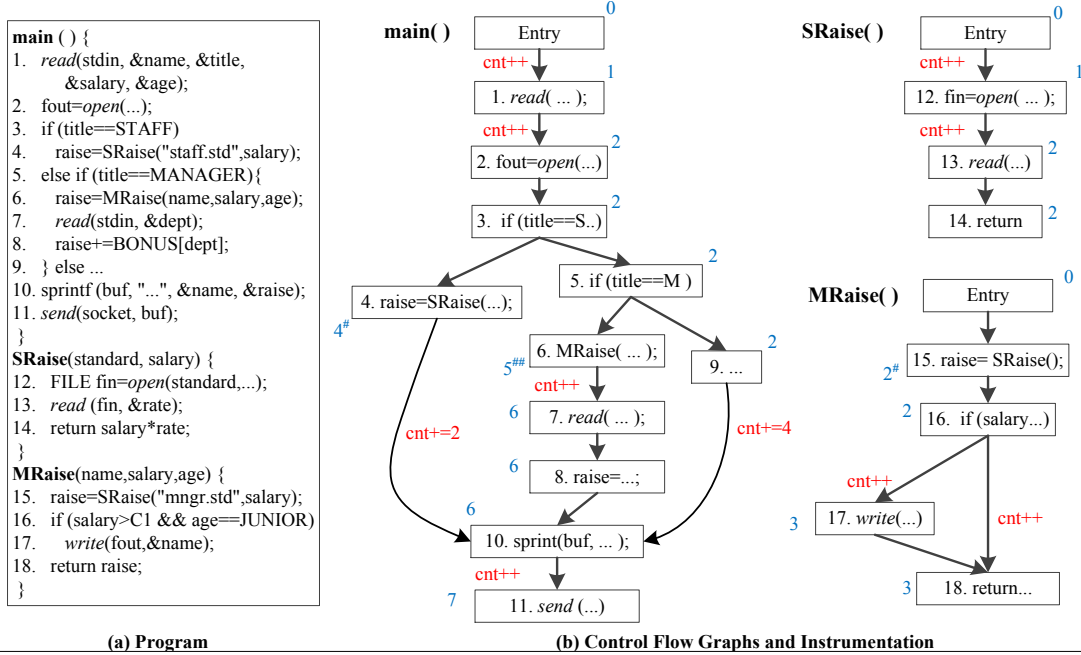 main ( ) {
1. read(stdin, &name, &title,
&salary, &age);
2. fout=open(...);
3. if (title==STAFF)
4. raise=SRaise("staff.std",salary);
5. else if (title==MANAGER){
6. raise=MRaise(name,salary,age);
7. read(stdin, &dept);
8. raise+=BONUS[dept];
9. } else ...
10. sprintf (buf, "...", &name, &raise);
11. send(socket, buf);
}
SRaise(standard, salary) {
12. FILE fin=open(standard,...);
13. read (fin, &rate);
14. return salary*rate;
}
MRaise(name,salary,age) {
15. raise=SRaise("mngr.std",salary);
16. if (salary>C1 && age==JUNIOR)
17. write(fout,&name);
18. return raise;
}
(a) Program
main( )
0
Entry
cnt++
1
1. read( ... );
cnt++
2
2. fout=open(...)
2
3. if (title==S..)
2
5. if (title==M )
4. raise=SRaise(...);
4#
6. MRaise( ... );
5##
2
9. ...
cnt++
6
7. read( ... );
cnt+=2
cnt+=4
6
8. raise=...;
6
10. sprint(buf, ... );
cnt++
7
11. send (...)
SRaise( )
0
Entry
cnt++
1
12. fin=open( ... );
cnt++
2
13. read(...)
14. return
2
MRaise( )
0
Entry
15. raise= SRaise();
2#
2
16. if (salary...)
cnt++
17. write(...)
3
cnt++
3
18. return...
(b) Control Flow Graphs and Instrumentation